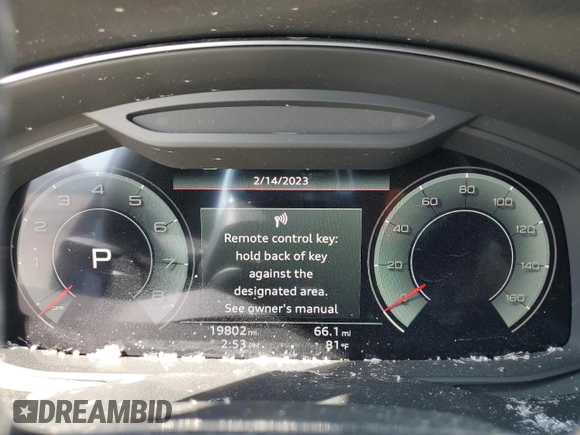 2/14/2023
1 2 3 4 5 6 7 8
P
Remote control key:
hold back of key
against the
designated area.
See owner's manual
0 20 40 60 80 100 120 140 160
19802 mi 66.1 mi
2:53 PM 81°F
DREAMBID